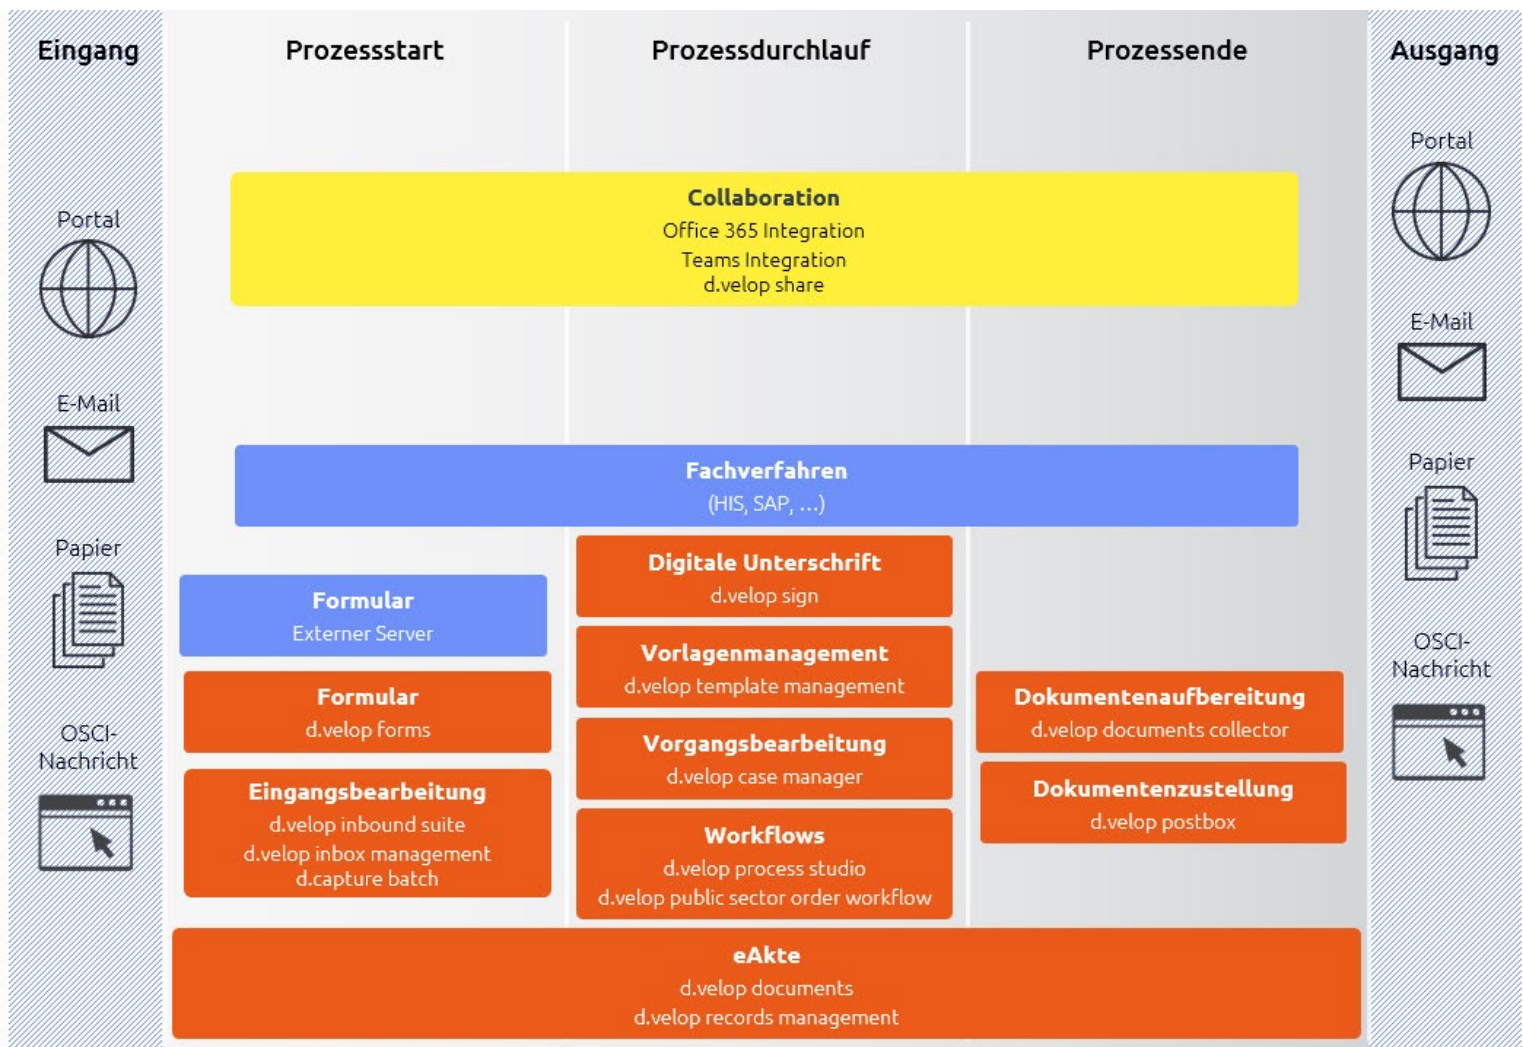 Eingang
Prozessstart
Prozessdurchlauf
Prozessende
Ausgang
Portal
E-Mail
Papier
OSCI-
Nachricht
Collaboration
Office 365 Integration
Teams Integration
d.velop share
Fachverfahren
(HIS, SAP, ...)
Formular
Externer Server
Formular
d.velop forms
Eingangsbearbeitung
d.velop inbound suite
d.velop inbox management
d.capture batch
Digitale Unterschrift
d.velop sign
Vorlagenmanagement
d.velop template management
Vorgangsbearbeitung
d.velop case manager
Workflows
d.velop process studio
d.velop public sector order workflow
Dokumentenaufbereitung
d.velop documents collector
Dokumentenzustellung
d.velop postbox
eAkte
d.velop documents
d.velop records management
Portal
E-Mail
Papier
OSCI-
Nachricht